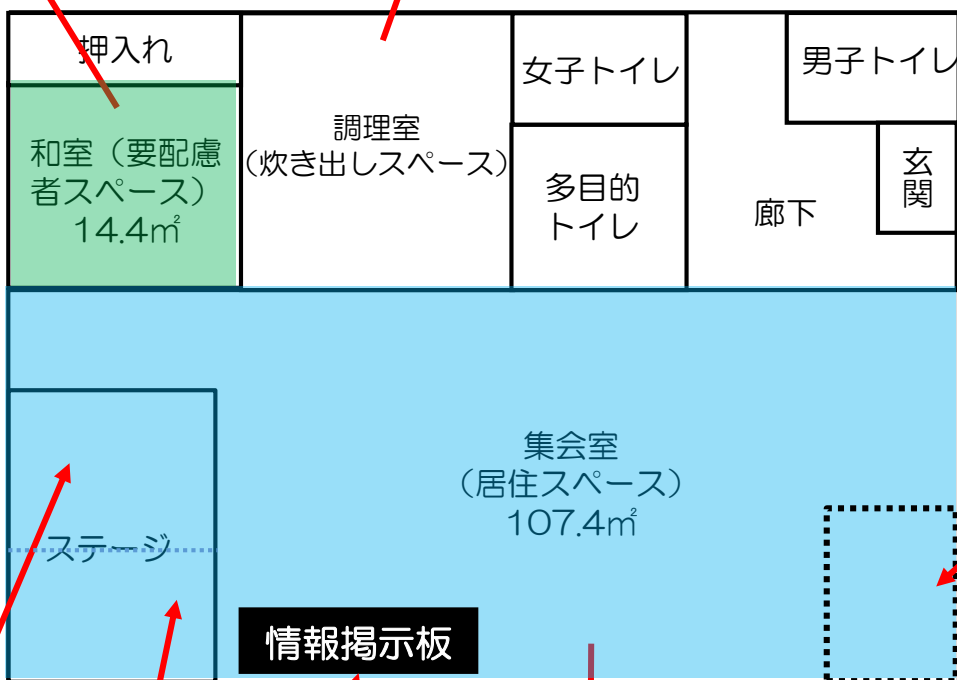 押入れ
和室（要配慮
者スペース）
14.4㎡
調理室
（炊き出しスペース）
女子トイレ
多目的
トイレ
男子トイレ
玄
関
廊下
集会室
（居住スペース）
107.4㎡
ステージ
情報掲示板